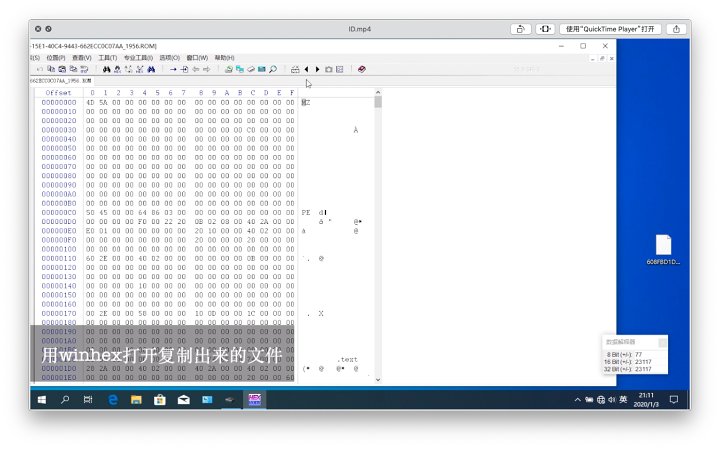 ID.mp4
使用"QuickTime Player"打开
-15E1-40C4-9443-662ECC0C07AA_1956.ROM]
(S) 位置(P) 查看(V) 工具(T) 专业工具(I) 选项(O) 窗口(W) 帮助(H)
662ECC0C07AA_1956.ROM
Offset 0 1 2 3 4 5 6 7 8 9 A B C D E F
00000000 4D 5A 00 00 00 00 00 00 00 00 00 00 00 00 00 00 MZ
00000010 00 00 00 00 00 00 00 00 00 00 00 00 00 00 00 00
00000020 00 00 00 00 00 00 00 00 00 00 00 00 00 00 00 00
00000030 00 00 00 00 00 00 00 00 00 00 00 00 C0 00 00 00 À
00000040 00 00 00 00 00 00 00 00 00 00 00 00 00 00 00 00
00000050 00 00 00 00 00 00 00 00 00 00 00 00 00 00 00 00
00000060 00 00 00 00 00 00 00 00 00 00 00 00 00 00 00 00
00000070 00 00 00 00 00 00 00 00 00 00 00 00 00 00 00 00
00000080 00 00 00 00 00 00 00 00 00 00 00 00 00 00 00 00
00000090 00 00 00 00 00 00 00 00 00 00 00 00 00 00 00 00
000000A0 00 00 00 00 00 00 00 00 00 00 00 00 00 00 00 00
000000B0 00 00 00 00 00 00 00 00 00 00 00 00 00 00 00 00
000000C0 50 45 00 00 64 86 03 00 00 00 00 00 00 00 00 00 PE d
000000D0 00 00 00 00 F0 00 22 20 0B 02 08 00 40 2A 00 00
000000E0 E0 01 00 00 00 00 00 00 20 10 00 00 40 02 00 00
000000F0 00 00 00 00 00 00 00 00 20 00 00 00 20 00 00 00
00000100 00 00 00 00 00 00 00 00 00 00 00 00 00 00 00 00
00000110 60 2E 00 00 40 02 00 00 00 00 00 00 0B 00 00 00 `. @
00000120 00 00 00 00 00 00 00 00 00 00 00 00 00 00 00 00
00000130 00 00 00 00 00 00 00 00 00 00 00 00 00 00 00 00
00000140 00 00 00 00 10 00 00 00 00 00 00 00 00 00 00 00
00000150 00 00 00 00 00 00 00 00 00 00 00 00 00 00 00 00
00000160 00 00 00 00 00 00 00 00 00 00 00 00 00 00 00 00
00000170 00 2E 00 00 58 00 00 00 10 0D 00 00 1C 00 00 00 . X
00000180 00 00 00 00 00 00 00 00 00 00 00 00 00 00 00 00
.text
用winhex打开复制出来的文件
000001E0
608FBD1D...
数据解释器
8 Bit (+/-): 77
16 Bit (+/-): 23117
32 Bit (+/-): 23117
英
21:11
2020/1/3